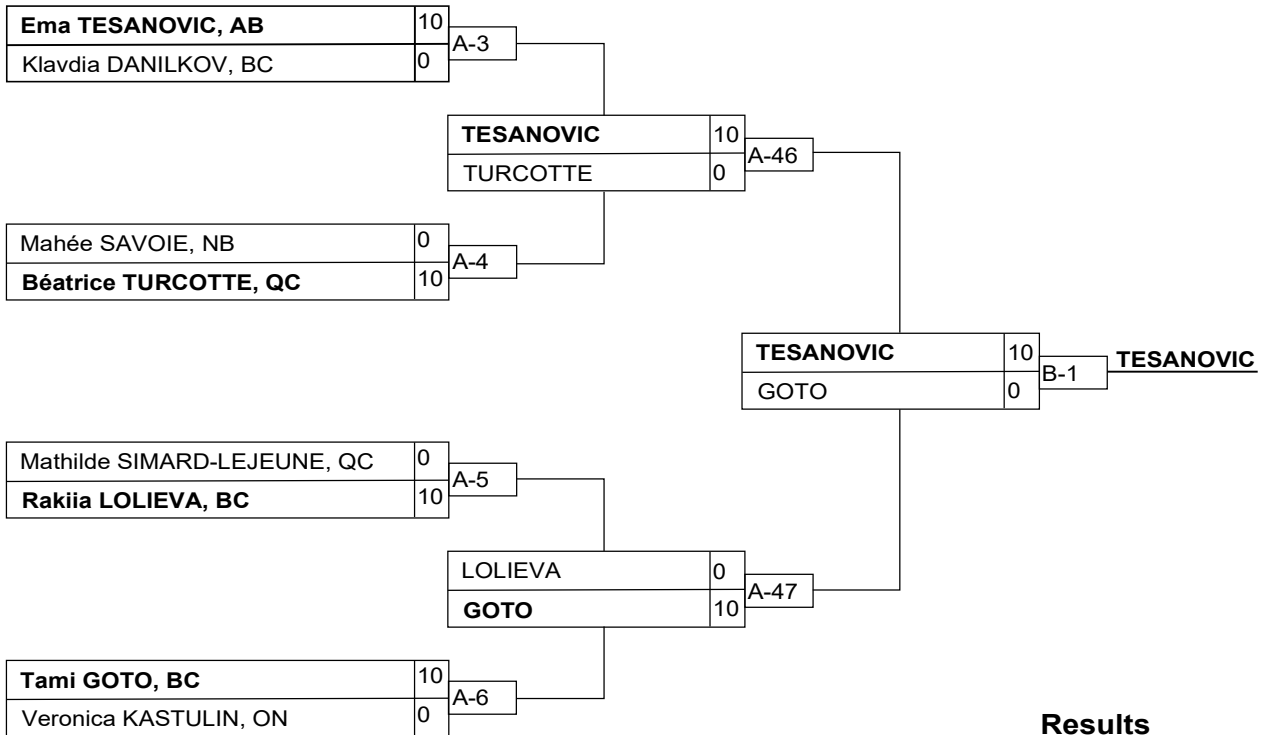 Ema TESANOVIC, AB 10
A-3
Klavdia DANILKOV, BC 0
TESANOVIC 10
A-46
TURCOTTE 0
Mahée SAVOIE, NB 0
A-4
Béatrice TURCOTTE, QC 10
TESANOVIC 10
B-1
TESANOVIC
GOTO 0
Mathilde SIMARD-LEJEUNE, QC 0
A-5
Rakiia LOLIEVA, BC 10
LOLIEVA 0
A-47
GOTO 10
Tami GOTO, BC 10
A-6
Veronica KASTULIN, ON 0
Results